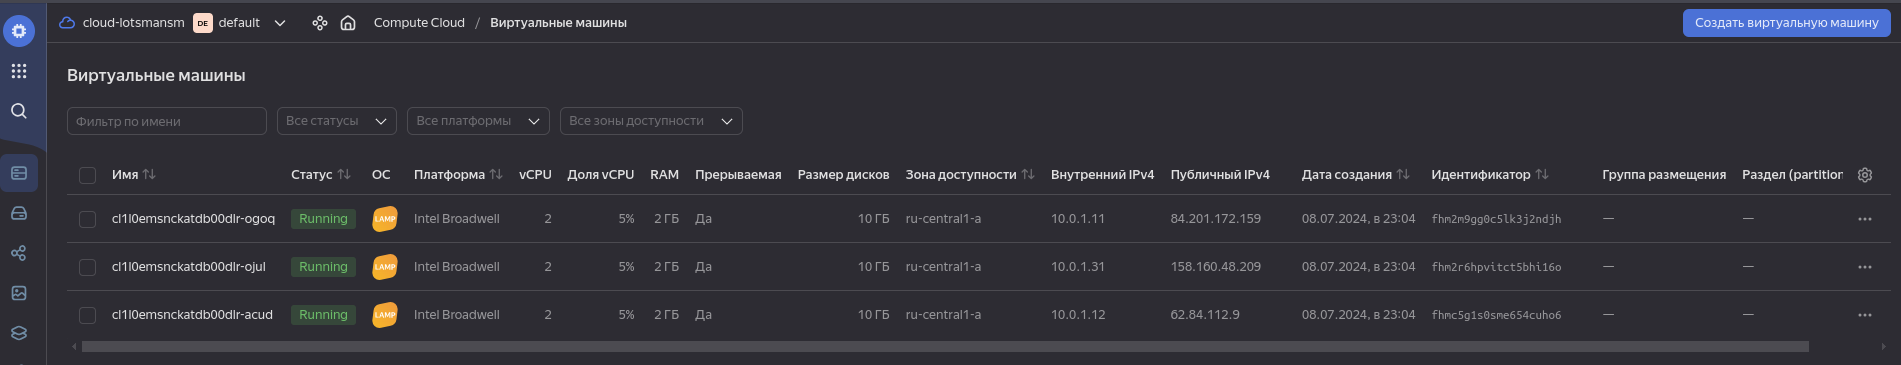 cloud-lotsmansm DE default Compute Cloud / Виртуальные машины Создать виртуальную машину
Виртуальные машины
Фильтр по имени Все статусы Все платформы Все зоны доступности
Имя Статус ОС Платформа vCPU Доля vCPU RAM Прерываемая Размер дисков Зона доступности Внутренний IPv4 Публичный IPv4 Дата создания Идентификатор Группа размещения Раздел (partition
cl1l0emsnckatdb00dlr-ogoq Running LAMP Intel Broadwell 2 5% 2 ГБ Да 10 ГБ ru-central1-a 10.0.1.11 84.201.172.159 08.07.2024, в 23:04 fhm2m9gg0c5lk3j2ndjh — —
cl1l0emsnckatdb00dlr-ojul Running LAMP Intel Broadwell 2 5% 2 ГБ Да 10 ГБ ru-central1-a 10.0.1.31 158.160.48.209 08.07.2024, в 23:04 fhm2r6hpvitct5bhi16o — —
cl1l0emsnckatdb00dlr-acud Running LAMP Intel Broadwell 2 5% 2 ГБ Да 10 ГБ ru-central1-a 10.0.1.12 62.84.112.9 08.07.2024, в 23:04 fhmc5g1s0sme654cuho6 — —